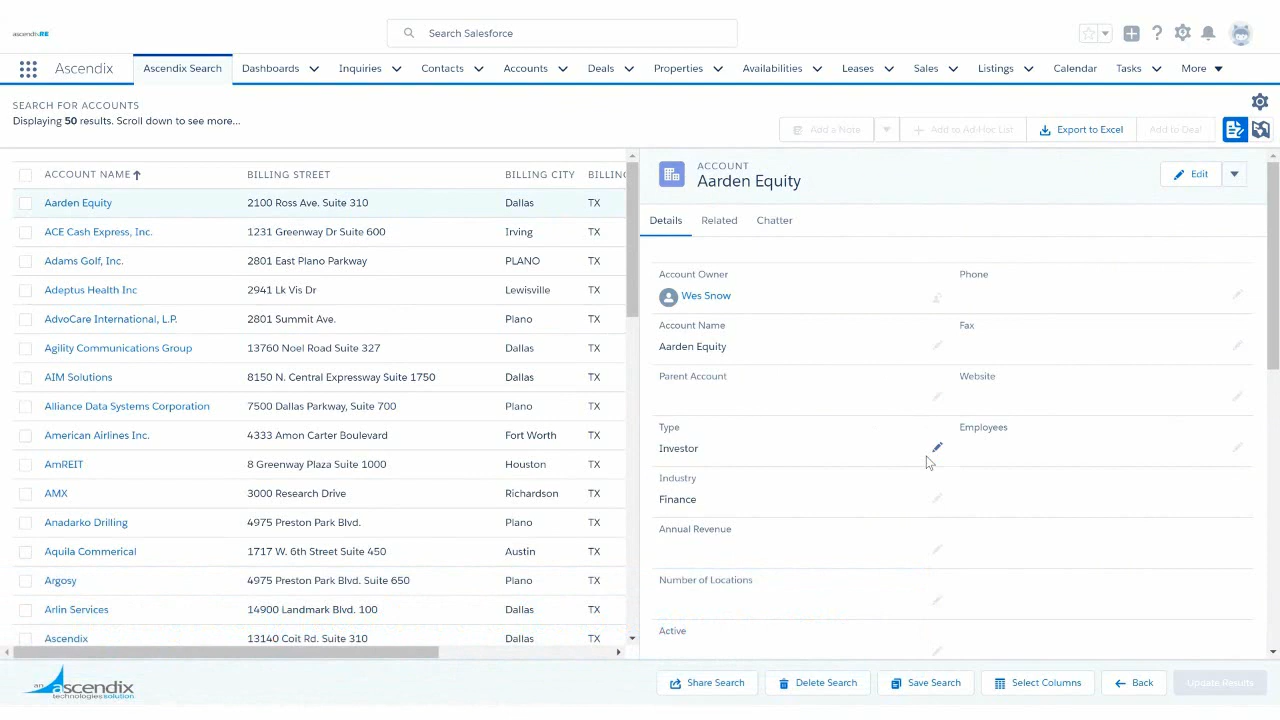 ascendixRE
Search Salesforce
Ascendix
Ascendix Search
Dashboards
Inquiries
Contacts
Accounts
Deals
Properties
Availabilities
Leases
Sales
Listings
Calendar
Tasks
More
SEARCH FOR ACCOUNTS
Displaying 50 results. Scroll down to see more...
Add a Note
Add to Ad-Hoc List
Export to Excel
Add to Deal
ACCOUNT NAME BILLING STREET BILLING CITY BILLING
Aarden Equity 2100 Ross Ave. Suite 310 Dallas TX
ACE Cash Express, Inc. 1231 Greenway Dr Suite 600 Irving TX
Adams Golf, Inc. 2801 East Plano Parkway PLANO TX
Adeptus Health Inc 2941 Lk Vis Dr Lewisville TX
AdvoCare International, L.P. 2801 Summit Ave. Plano TX
Agility Communications Group 13760 Noel Road Suite 327 Dallas TX
AIM Solutions 8150 N. Central Expressway Suite 1750 Dallas TX
Alliance Data Systems Corporation 7500 Dallas Parkway, Suite 700 Plano TX
American Airlines Inc. 4333 Amon Carter Boulevard Fort Worth TX
AmREIT 8 Greenway Plaza Suite 1000 Houston TX
AMX 3000 Research Drive Richardson TX
Anadarko Drilling 4975 Preston Park Blvd. Plano TX
Aquila Commerical 1717 W. 6th Street Suite 450 Austin TX
Argosy 4975 Preston Park Blvd. Suite 650 Plano TX
Arlin Services 14900 Landmark Blvd. 100 Dallas TX
Ascendix 13140 Coit Rd. Suite 310 Dallas TX
ACCOUNT
Aarden Equity
Edit
Details
Related
Chatter
Account Owner
Wes Snow
Phone
Account Name
Aarden Equity
Fax
Parent Account
Website
Type
Investor
Employees
Industry
Finance
Annual Revenue
Number of Locations
Active
an ascendix
technologies solution
Share Search
Delete Search
Save Search
Select Columns
Back
Update Results